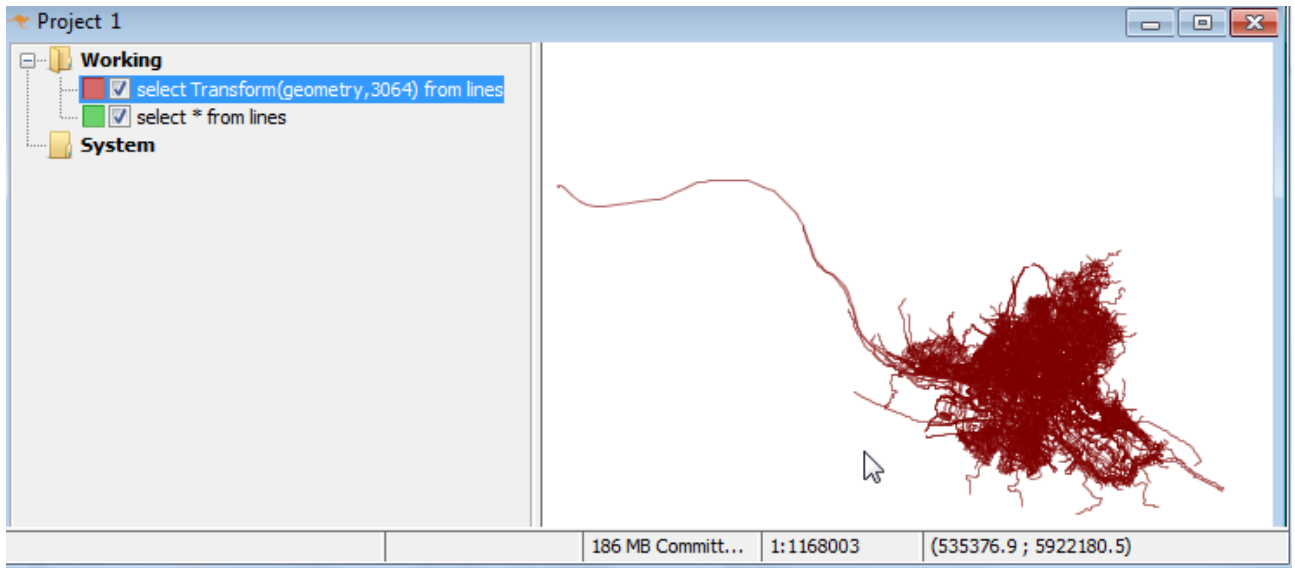 Project 1
Working
select Transform(geometry,3064) from lines
select * from lines
System
186 MB Committ...
1:1168003
(535376.9 ; 5922180.5)